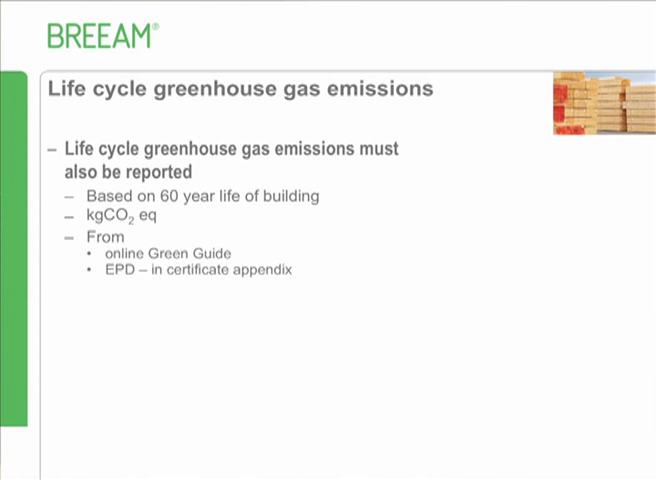 BREEAM®
Life cycle greenhouse gas emissions
– Life cycle greenhouse gas emissions must
also be reported
– Based on 60 year life of building
– kgCO₂ eq
– From
• online Green Guide
• EPD – in certificate appendix